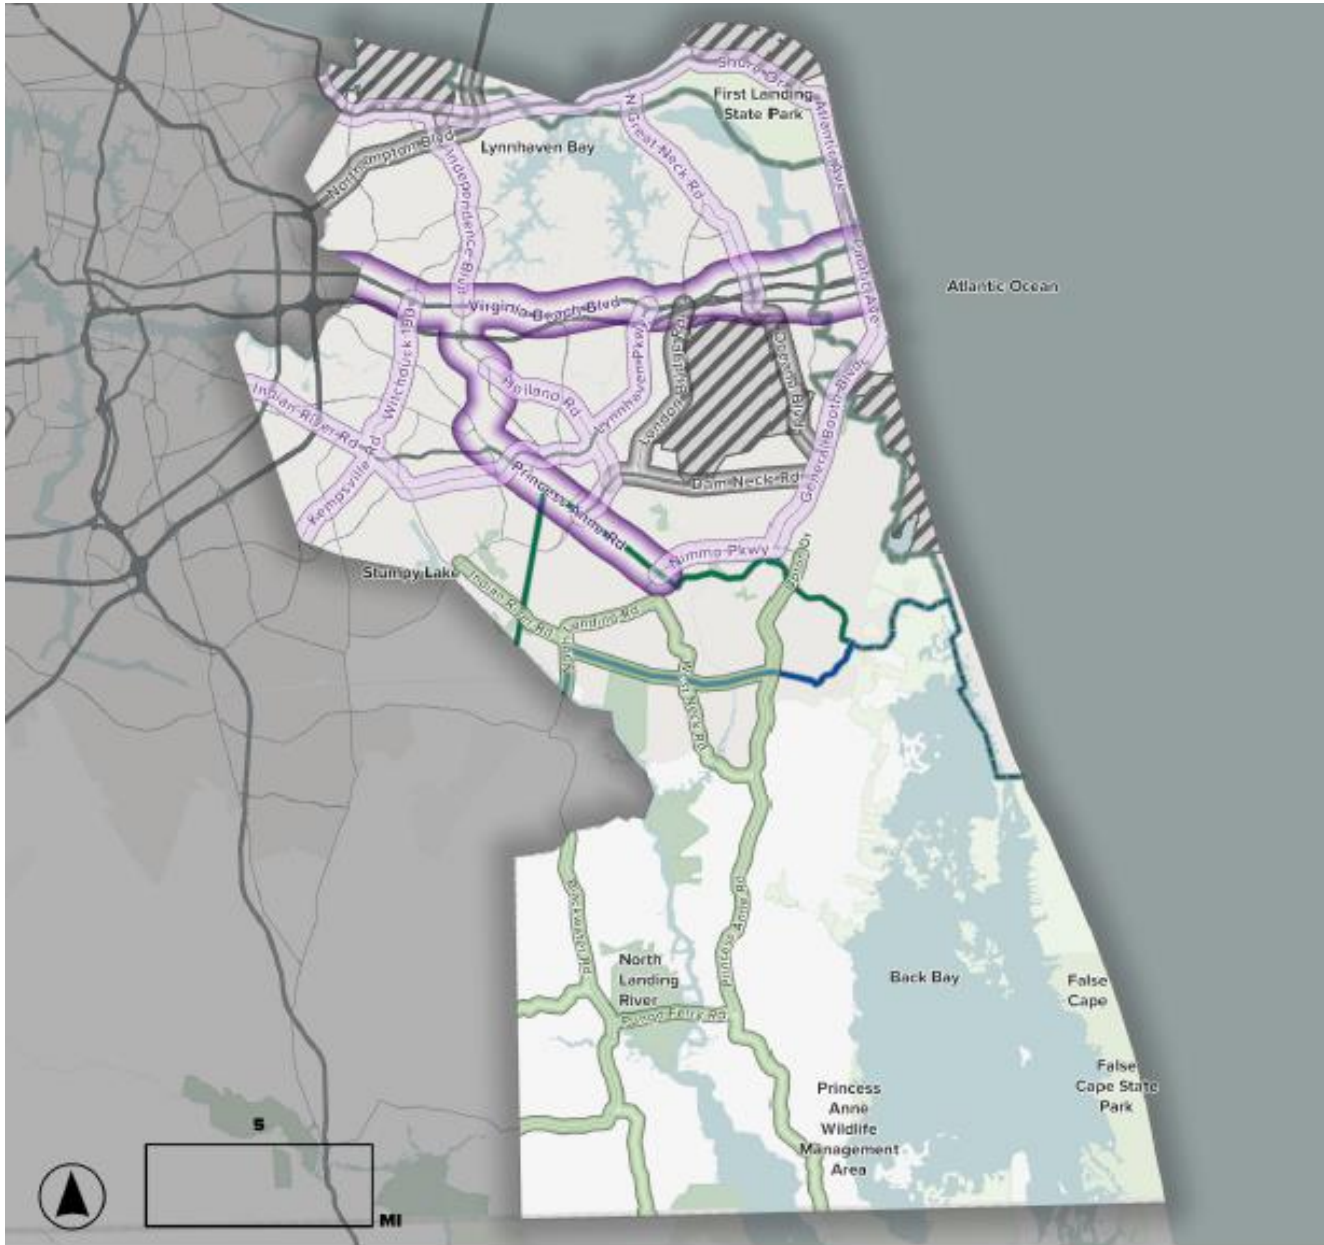 Shore Dr
First Landing
State Park
Atlantic Ave
N Great Neck Rd
Northampton Blvd
Lynnhaven Bay
Independence Blvd
Atlantic Ocean
Virginia Beach Blvd
Witchduck Rd
Lynnhaven Pkwy
London Bridge Rd
Oceana Blvd
General Booth Blvd
Holland Rd
Indian River Rd
Kempsville Rd
Princess Anne Rd
Dam Neck Rd
Nimmo Pkwy
Stumpy Lake
Indian River Rd
Landing Rd
West Neck Rd
Princess Anne Rd
Blackwater Rd
North
Landing
River
Pungo Ferry Rd
Back Bay
False
Cape
False
Cape State
Park
Princess
Anne
Wildlife
Management
Area
5
MI